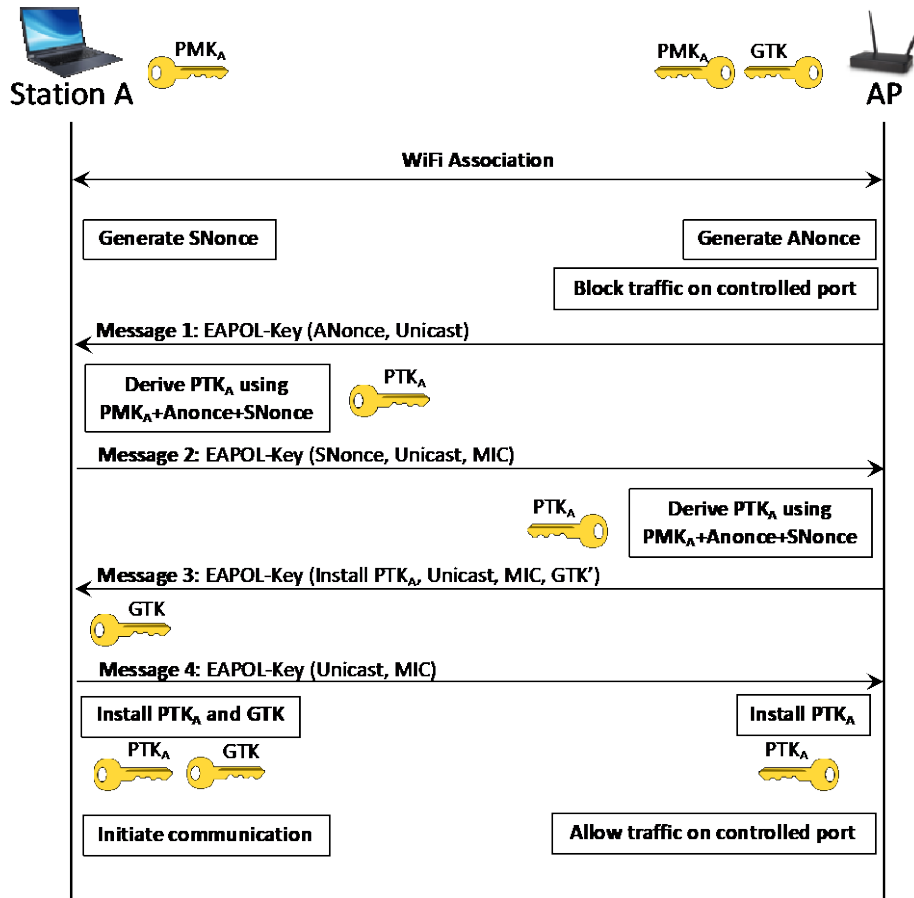 PMKA
PMKA GTK
Station A AP
WiFi Association
Generate SNonce Generate ANonce
Block traffic on controlled port
Message 1: EAPOL-Key (ANonce, Unicast)
Derive PTKA using
PMKA+Anonce+SNonce
PTKA
Message 2: EAPOL-Key (SNonce, Unicast, MIC)
PTKA
Derive PTKA using
PMKA+Anonce+SNonce
Message 3: EAPOL-Key (Install PTKA, Unicast, MIC, GTK’)
GTK
Message 4: EAPOL-Key (Unicast, MIC)
Install PTKA and GTK Install PTKA
PTKA GTK PTKA
Initiate communication Allow traffic on controlled port